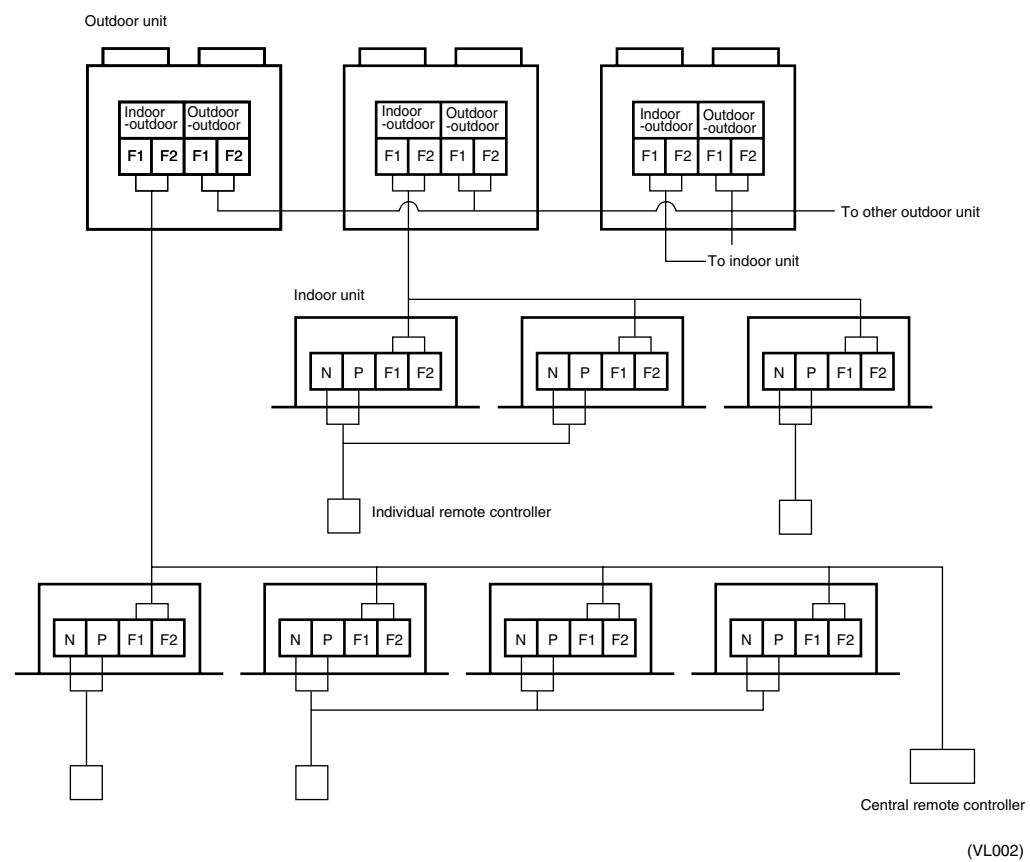 Outdoor unit
Indoor
-outdoor
Outdoor
-outdoor
F1 F2 F1 F2
Indoor
-outdoor
Outdoor
-outdoor
F1 F2 F1 F2
Indoor
-outdoor
Outdoor
-outdoor
F1 F2 F1 F2
To other outdoor unit
To indoor unit
Indoor unit
N P F1 F2
N P F1 F2
N P F1 F2
Individual remote controller
N P F1 F2
N P F1 F2
N P F1 F2
N P F1 F2
Central remote controller
(VL002)